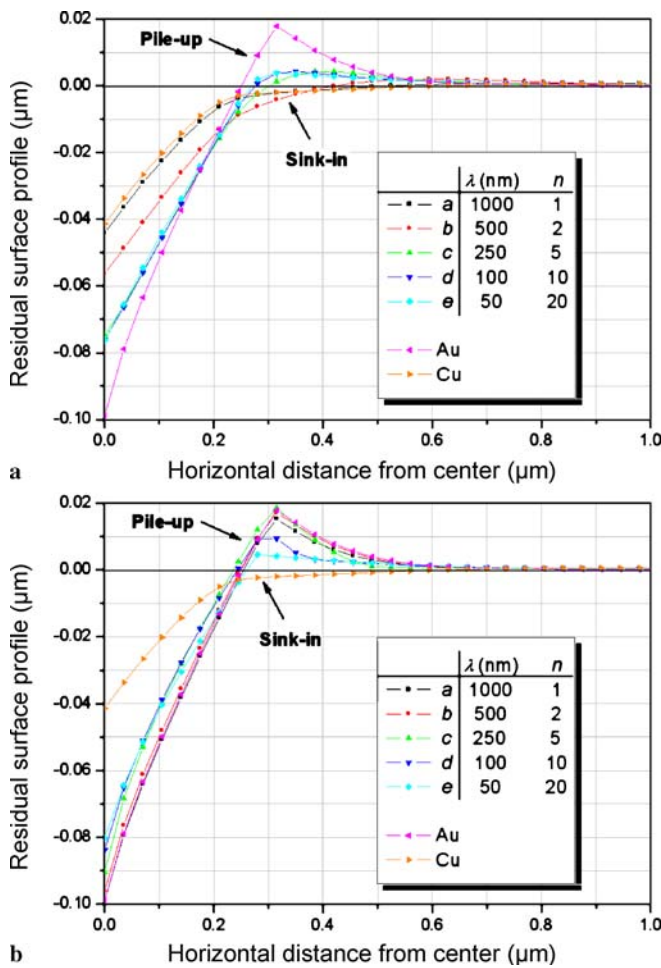 0.02
0.00
-0.02
-0.04
-0.06
-0.08
-0.10
Residual surface profile (μm)
Pile-up
Sink-in
λ (nm) n
a 1000 1
b 500 2
c 250 5
d 100 10
e 50 20
Au
Cu
0.0 0.2 0.4 0.6 0.8 1.0
a Horizontal distance from center (μm)
0.02
0.00
-0.02
-0.04
-0.06
-0.08
-0.10
Residual surface profile (μm)
Pile-up
Sink-in
λ (nm) n
a 1000 1
b 500 2
c 250 5
d 100 10
e 50 20
Au
Cu
0.0 0.2 0.4 0.6 0.8 1.0
b Horizontal distance from center (μm)